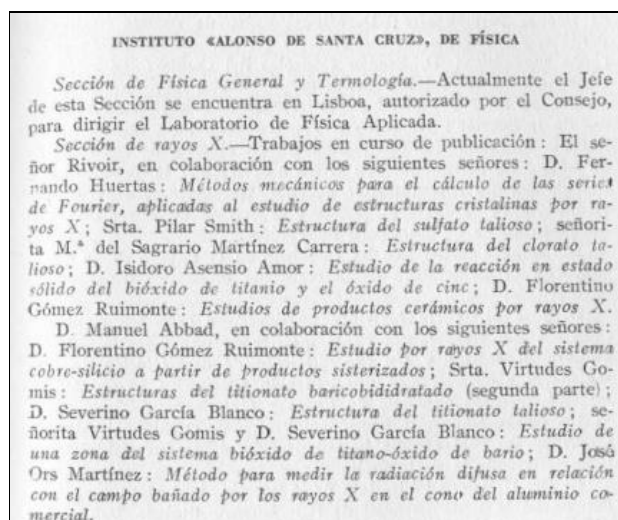 INSTITUTO «ALONSO DE SANTA CRUZ», DE FÍSICA
Sección de Física General y Termología.—Actualmente el Jefe
de esta Sección se encuentra en Lisboa, autorizado por el Consejo,
para dirigir el Laboratorio de Física Aplicada.
Sección de rayos X.—Trabajos en curso de publicación: El se-
ñor Rivoir, en colaboración con los siguientes señores: D. Fer-
nando Huertas: Métodos mecánicos para el cálculo de las series
de Fourier, aplicadas al estudio de estructuras cristalinas por ra-
yos X; Srta. Pilar Smith: Estructura del sulfato talioso; señori-
ta M.ª del Sagrario Martínez Carrera: Estructura del clorato ta-
lioso; D. Isidoro Asensio Amor: Estudio de la reacción en estado
sólido del bióxido de titanio y el óxido de cinc; D. Florentino
Gómez Ruimonte: Estudios de productos cerámicos por rayos X.
D. Manuel Abbad, en colaboración con los siguientes señores:
D. Florentino Gómez Ruimonte: Estudio por rayos X del sistema
cobre-silicio a partir de productos sisterizados; Srta. Virtudes Go-
mis: Estructuras del titionato baricobididratado (segunda parte);
D. Severino García Blanco: Estructura del titionato talioso; se-
ñorita Virtudes Gomis y D. Severino García Blanco: Estudio de
una zona del sistema bióxido de titano-óxido de bario; D. José
Ors Martínez: Método para medir la radiación difusa en relación
con el campo bañado por los rayos X en el cono del aluminio co-
mercial.